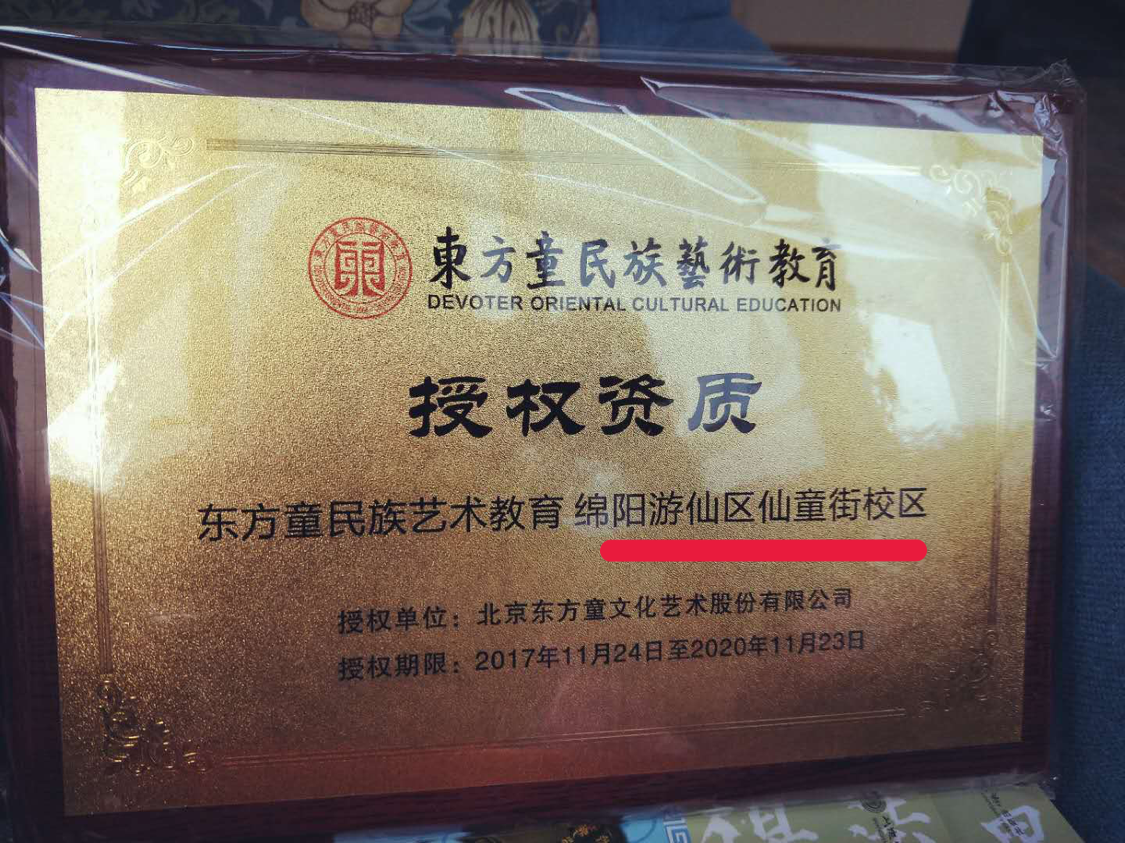 東方童民族藝術教育
DEVOTER ORIENTAL CULTURAL EDUCATION
授权资质
东方童民族艺术教育 绵阳游仙区仙童街校区
授权单位：北京东方童文化艺术股份有限公司
授权期限：2017年11月24日至2020年11月23日